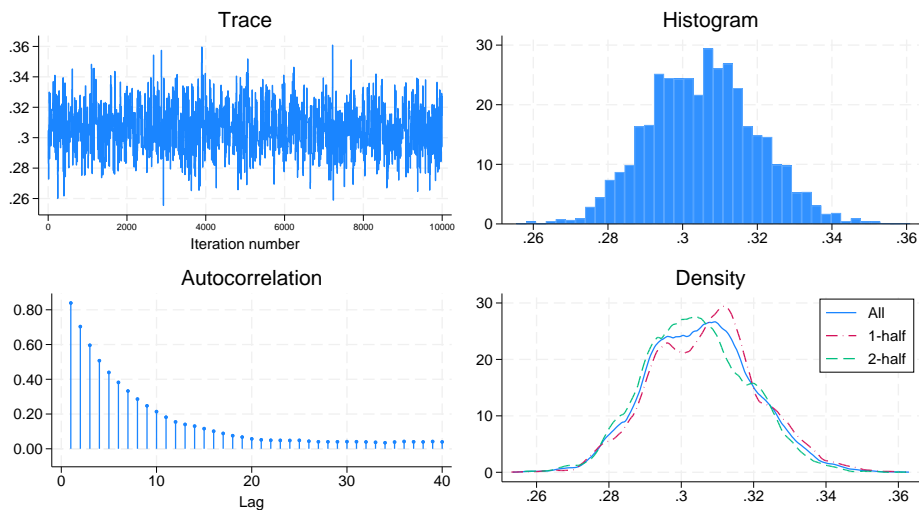 Trace
.36
.34
.32
.3
.28
.26
0 2000 4000 6000 8000 10000
Iteration number
Histogram
30
20
10
0
.26 .28 .3 .32 .34 .36
Autocorrelation
0.80
0.60
0.40
0.20
0.00
0 10 20 30 40
Lag
Density
30
20
10
0
.26 .28 .3 .32 .34 .36
All
1-half
2-half